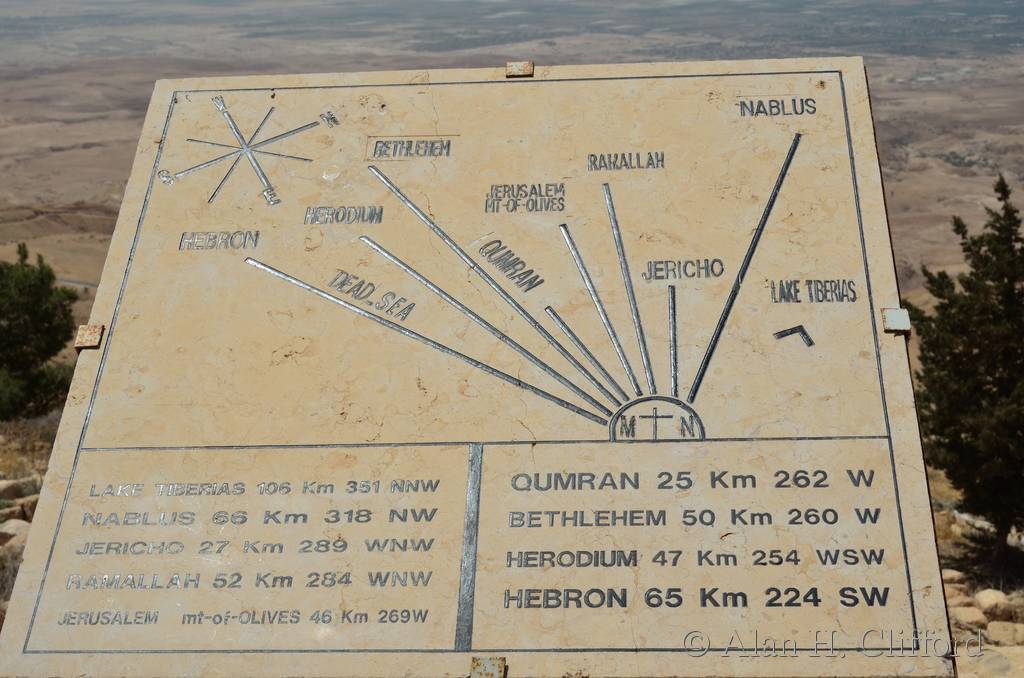 N
S
E
BETHLEHEM
NABLUS
RAMALLAH
JERUSALEM
MT-OF-OLIVES
HERODIUM
HEBRON
QUMRAN
JERICHO
DEAD SEA
LAKE TIBERIAS
M N
LAKE TIBERIAS 106 Km 351 NNW
NABLUS 66 Km 318 NW
JERICHO 27 Km 289 WNW
RAMALLAH 52 Km 284 WNW
JERUSALEM mt-of-OLIVES 46 Km 269W
QUMRAN 25 Km 262 W
BETHLEHEM 50 Km 260 W
HERODIUM 47 Km 254 WSW
HEBRON 65 Km 224 SW
© Alan H. Clifford